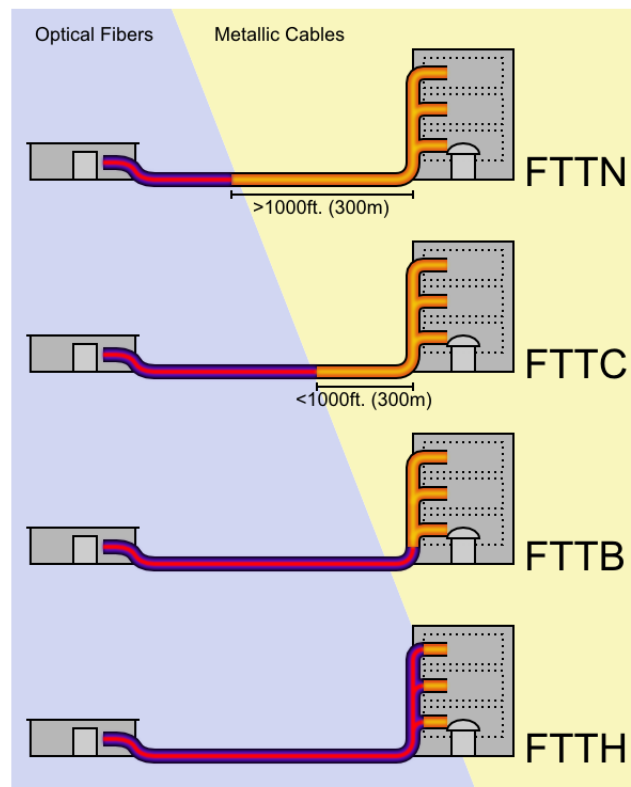 Optical Fibers
Metallic Cables
FTTN
>1000ft. (300m)
FTTC
<1000ft. (300m)
FTTB
FTTH